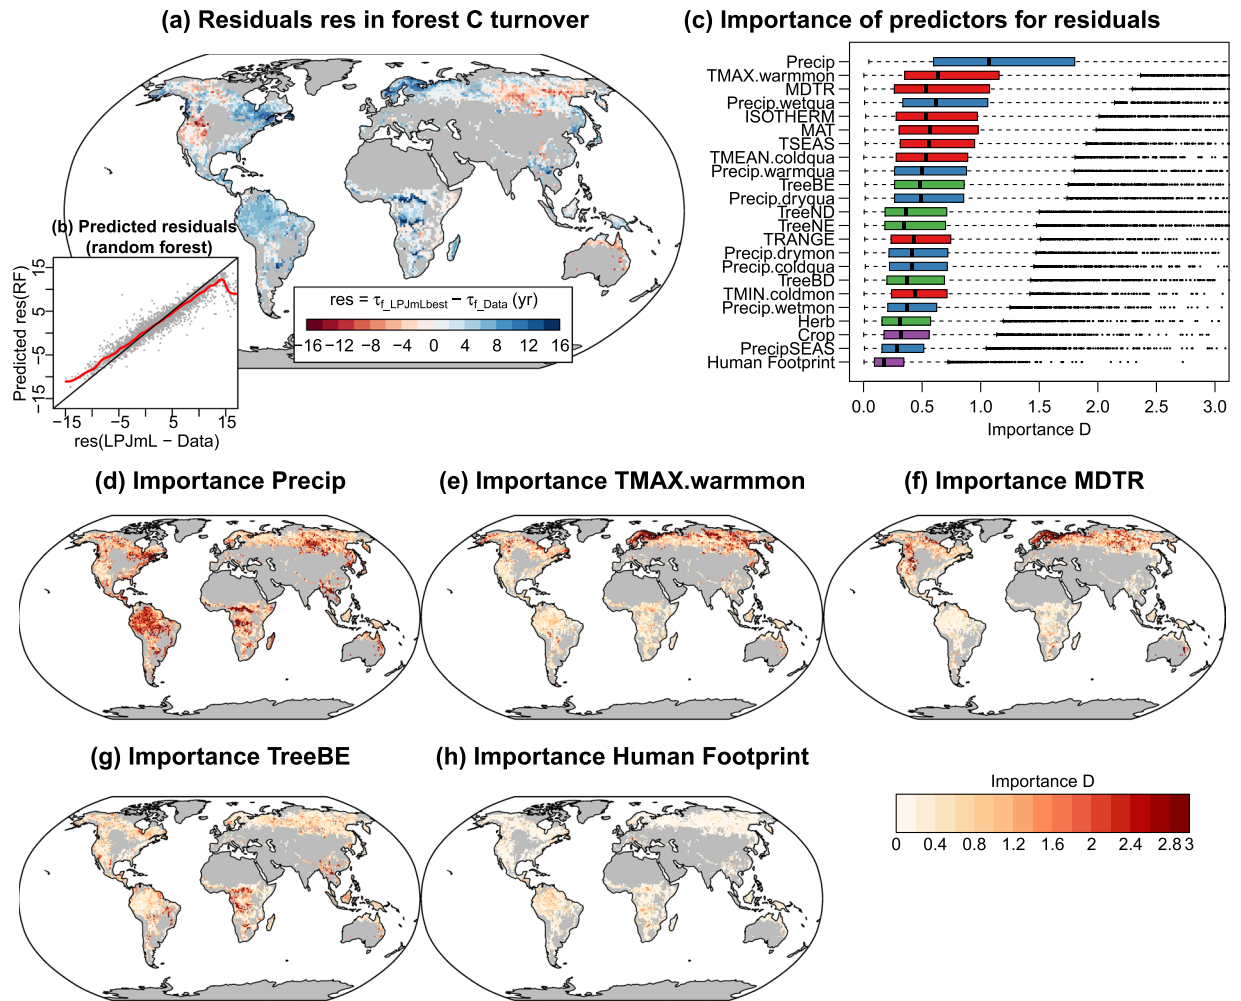 (a) Residuals res in forest C turnover
(c) Importance of predictors for residuals
(b) Predicted residuals
(random forest)
Predicted res(RF)
15
5
−5
−15
−15
−5
5
15
res(LPJmL − Data)
res = τf_LPJmLbest − τf_Data (yr)
−16 −12 −8 −4 0 4 8 12 16
Precip
TMAX.warmmon
MDTR
Precip.wetqua
ISOTHERM
MAT
TSEAS
TMEAN.coldqua
Precip.warmqua
TreeBE
Precip.dryqua
TreeND
TreeNE
TRANGE
Precip.drymon
Precip.coldqua
TreeBD
TMIN.coldmon
Precip.wetmon
Herb
Crop
PrecipSEAS
Human Footprint
0.0 0.5 1.0 1.5 2.0 2.5 3.0
Importance D
(d) Importance Precip
(e) Importance TMAX.warmmon
(f) Importance MDTR
(g) Importance TreeBE
(h) Importance Human Footprint
Importance D
0 0.4 0.8 1.2 1.6 2 2.4 2.8 3